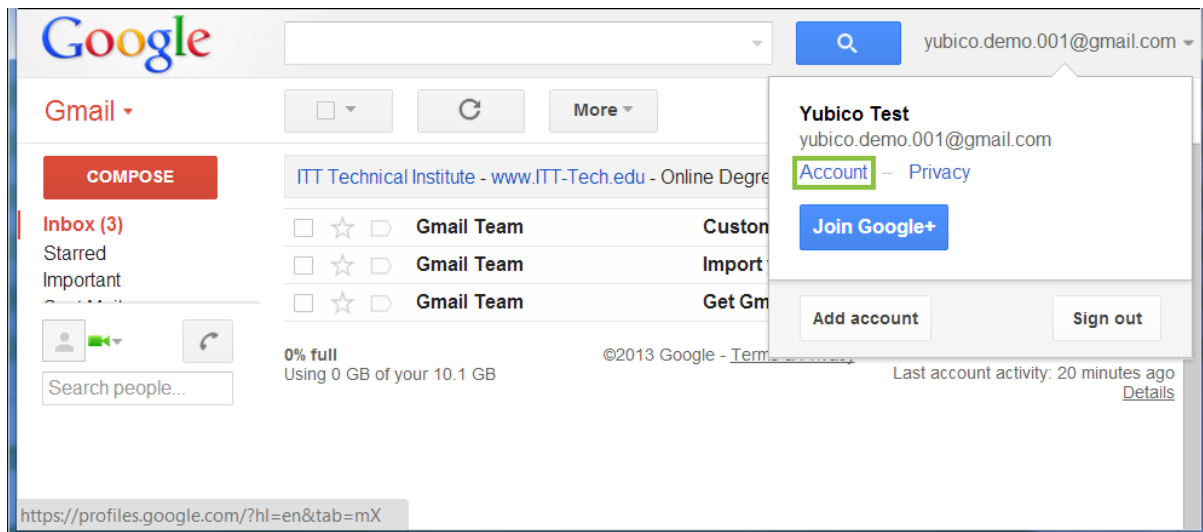 Google
yubico.demo.001@gmail.com
Gmail
More
Yubico Test
yubico.demo.001@gmail.com
Account – Privacy
Join Google+
Add account
Sign out
COMPOSE
ITT Technical Institute - www.ITT-Tech.edu - Online Degre
Inbox (3)
Starred
Important
Gmail Team Custon
Gmail Team Import
Gmail Team Get Gm
Search people...
0% full
Using 0 GB of your 10.1 GB
©2013 Google - Terms & Privacy
Last account activity: 20 minutes ago
Details
https://profiles.google.com/?hl=en&tab=mX